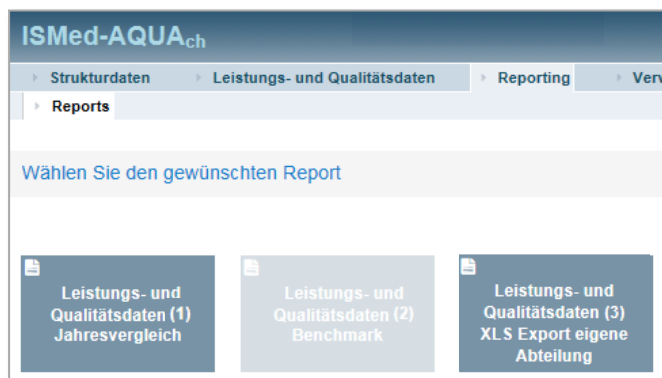 ISMed-AQUAch
Strukturdaten Leistungs- und Qualitätsdaten Reporting Verv
Reports
Wählen Sie den gewünschten Report
Leistungs- und
Qualitätsdaten (1)
Jahresvergleich
Leistungs- und
Qualitätsdaten (2)
Benchmark
Leistungs- und
Qualitätsdaten (3)
XLS Export eigene
Abteilung